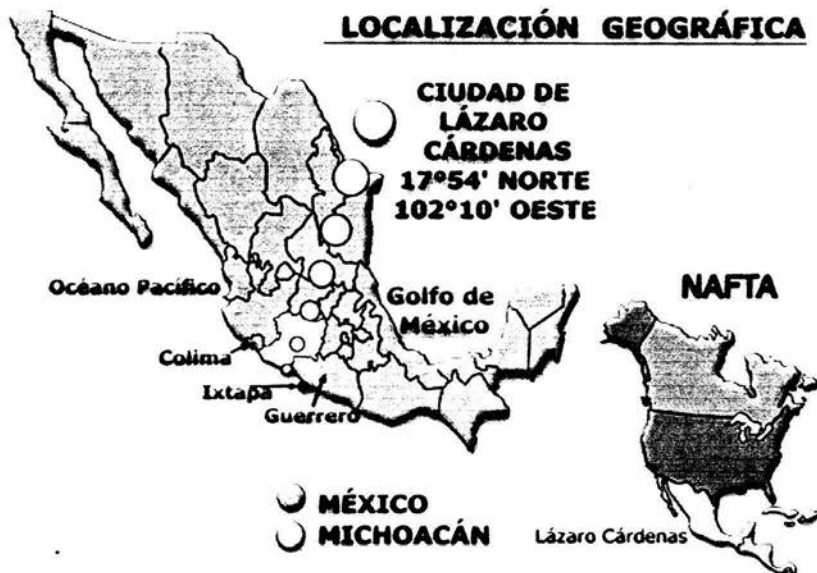 LOCALIZACIÓN GEOGRÁFICA
CIUDAD DE
LÁZARO
CÁRDENAS
17°54' NORTE
102°10' OESTE
Océano Pacífico
Golfo de
México
NAFTA
Colima
Ixtapa
Guerrero
MÉXICO
MICHOACÁN
Lázaro Cárdenas